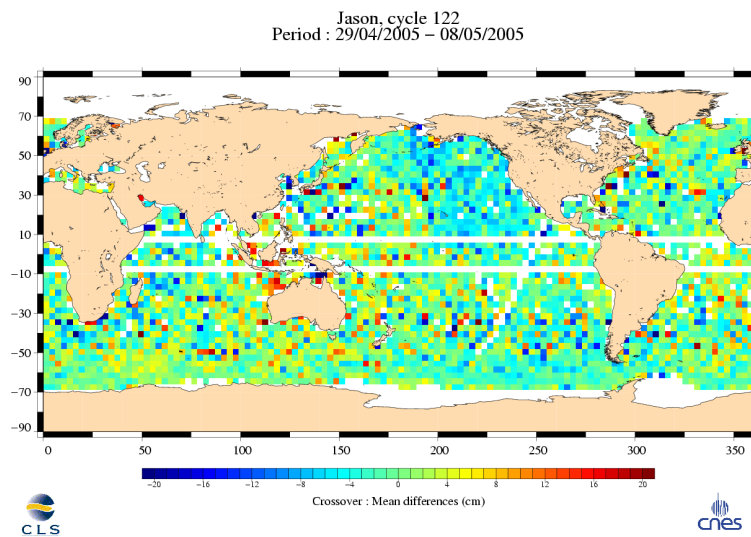 Jason, cycle 122
Period : 29/04/2005 − 08/05/2005
90
70
50
30
10
−10
−30
−50
−70
−90
0 50 100 150 200 250 300 350
−20 −16 −12 −8 −4 0 4 8 12 16 20
Crossover : Mean differences (cm)
CLS
cnes